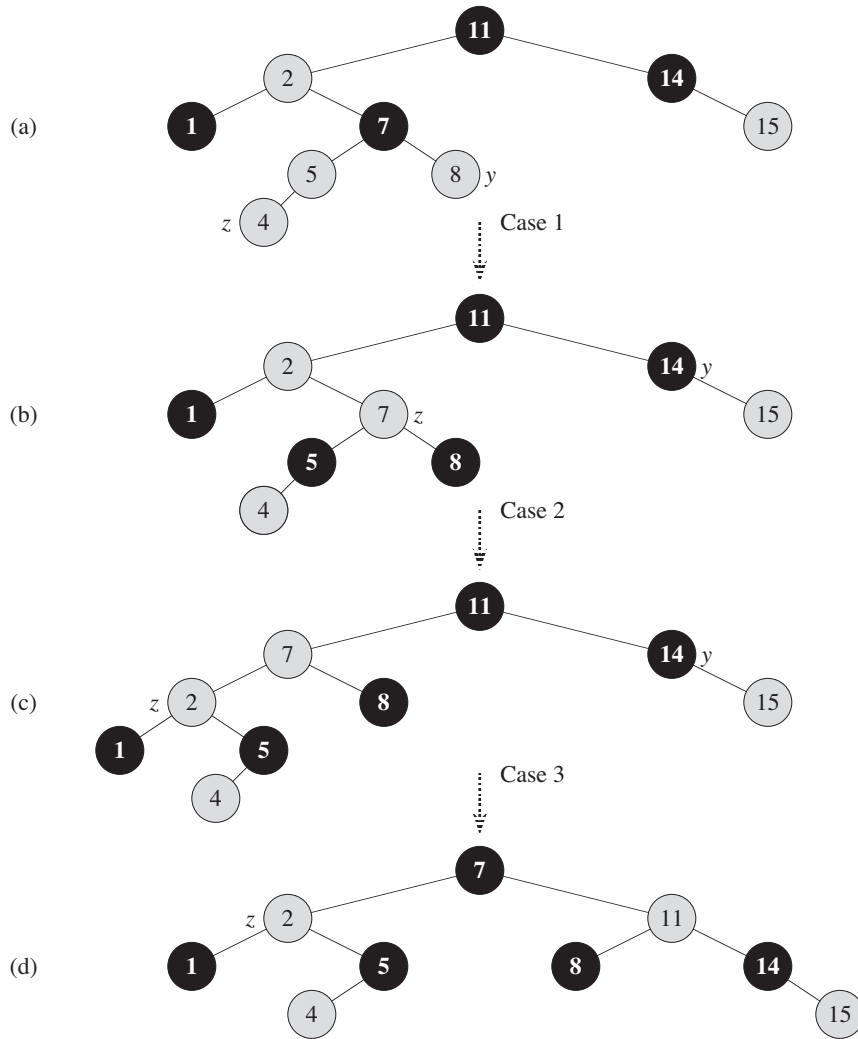 11
2 14
(a) 1 7 15
5 8 y
z 4 Case 1
11
2 14 y
(b) 1 7 z 15
5 8
4 Case 2
11
7 14 y
(c) z 2 8 15
1 5
4 Case 3
7
z 2 11
(d) 1 5 8 14
4 15